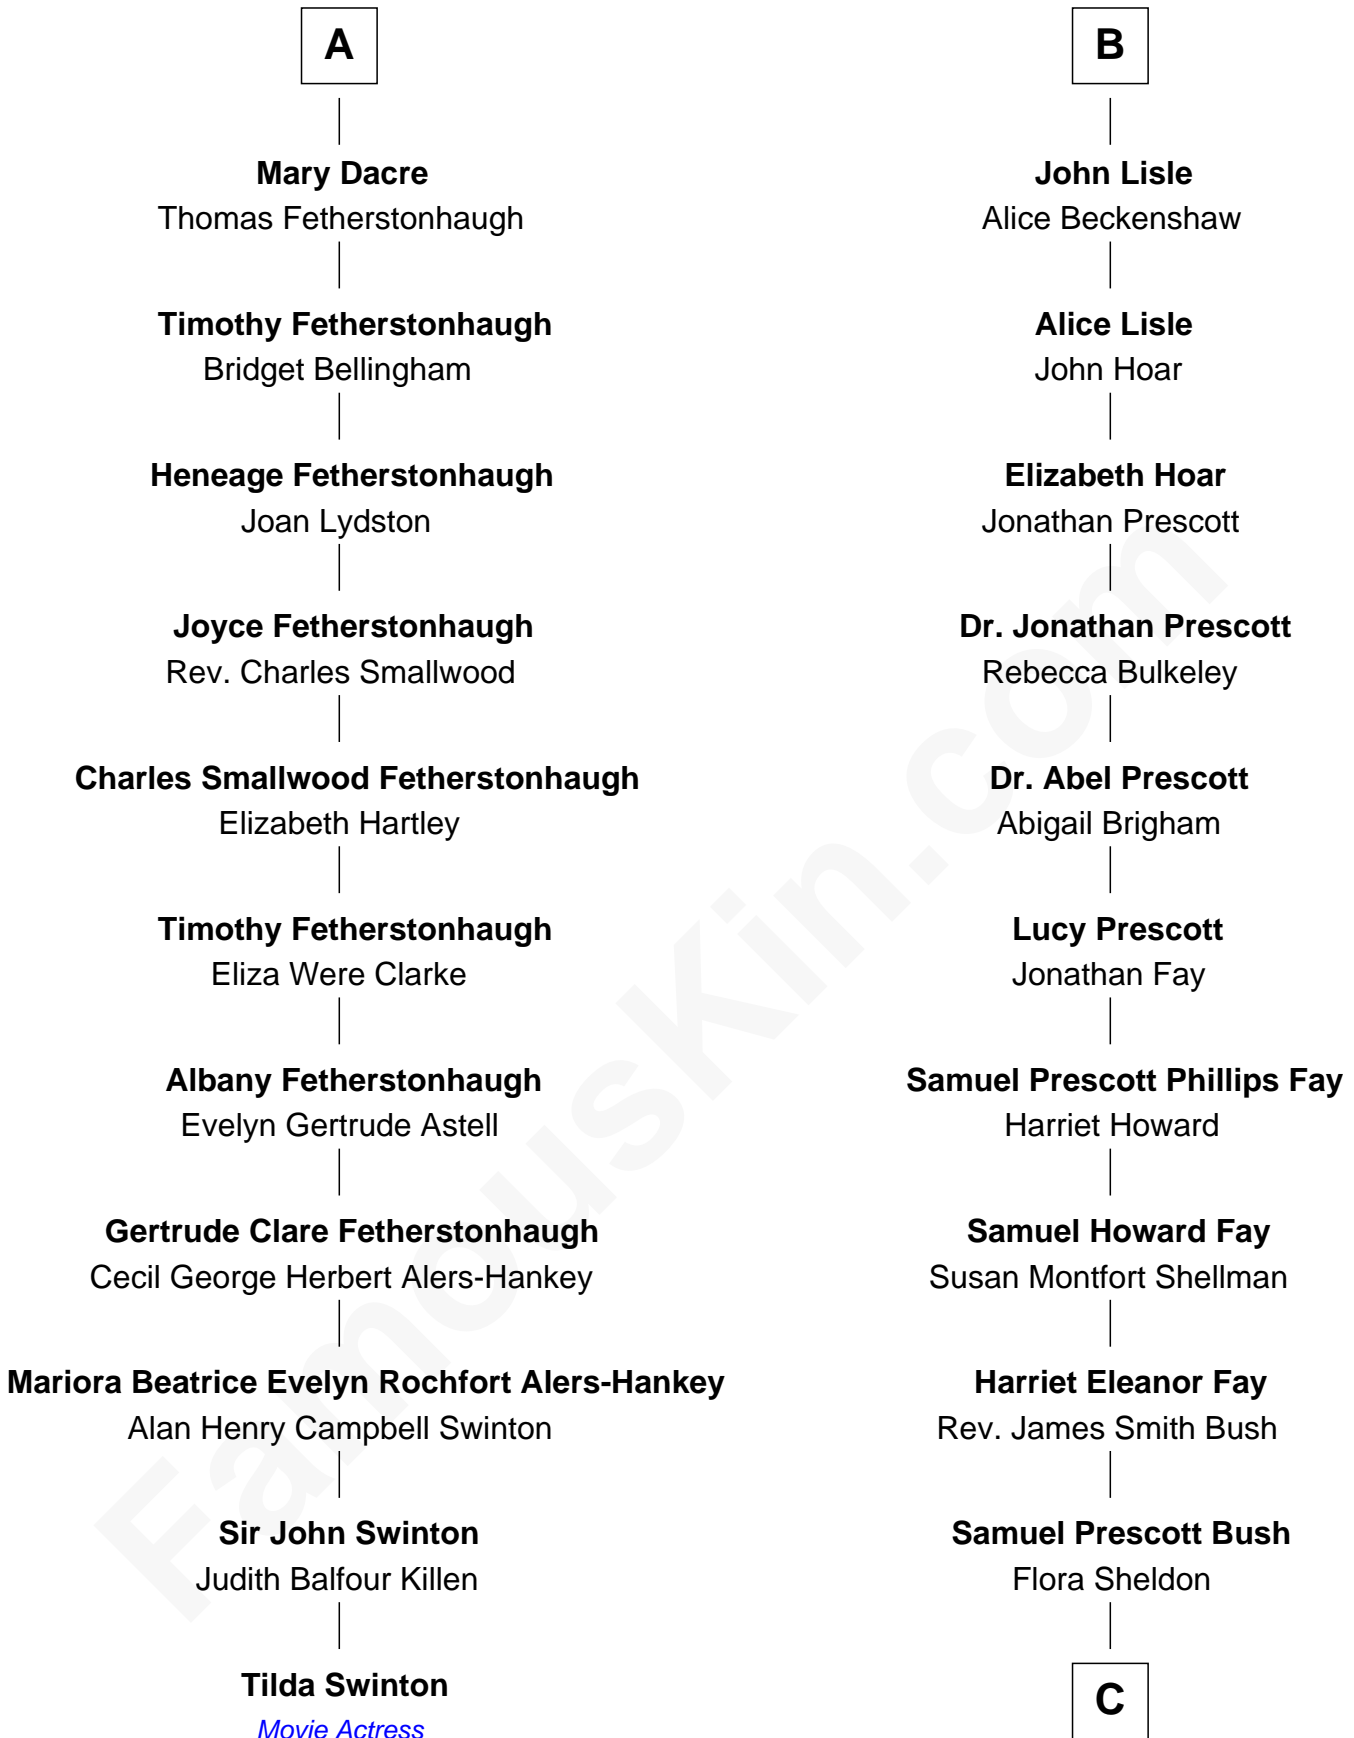 A
Mary Dacre
Thomas Fetherstonhaugh
Timothy Fetherstonhaugh
Bridget Bellingham
Heneage Fetherstonhaugh
Joan Lydston
Joyce Fetherstonhaugh
Rev. Charles Smallwood
Charles Smallwood Fetherstonhaugh
Elizabeth Hartley
Timothy Fetherstonhaugh
Eliza Were Clarke
Albany Fetherstonhaugh
Evelyn Gertrude Astell
Gertrude Clare Fetherstonhaugh
Cecil George Herbert Alers-Hankey
Mariora Beatrice Evelyn Rochfort Alers-Hankey
Alan Henry Campbell Swinton
Sir John Swinton
Judith Balfour Killen
Tilda Swinton
Movie Actress
B
John Lisle
Alice Beckenshaw
Alice Lisle
John Hoar
Elizabeth Hoar
Jonathan Prescott
Dr. Jonathan Prescott
Rebecca Bulkeley
Dr. Abel Prescott
Abigail Brigham
Lucy Prescott
Jonathan Fay
Samuel Prescott Phillips Fay
Harriet Howard
Samuel Howard Fay
Susan Montfort Shellman
Harriet Eleanor Fay
Rev. James Smith Bush
Samuel Prescott Bush
Flora Sheldon
C
FamousKin.com